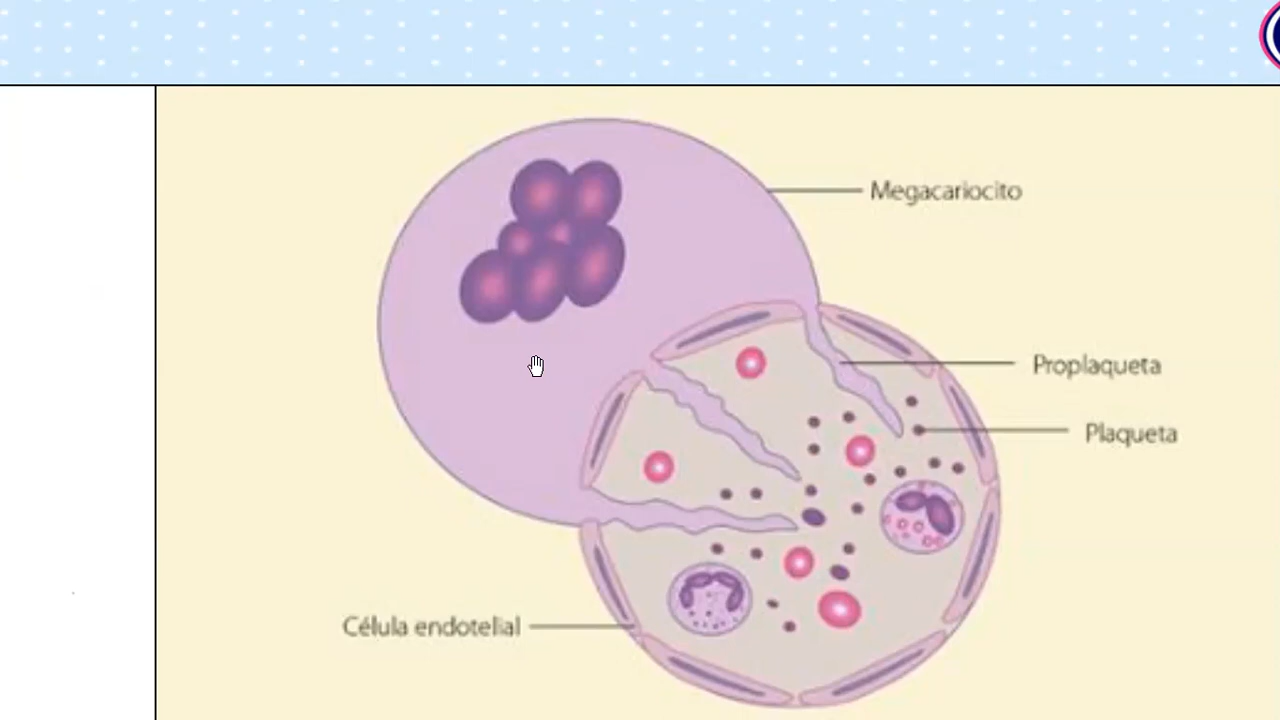 Megacariocito
Proplaqueta
Plaqueta
Célula endotelial